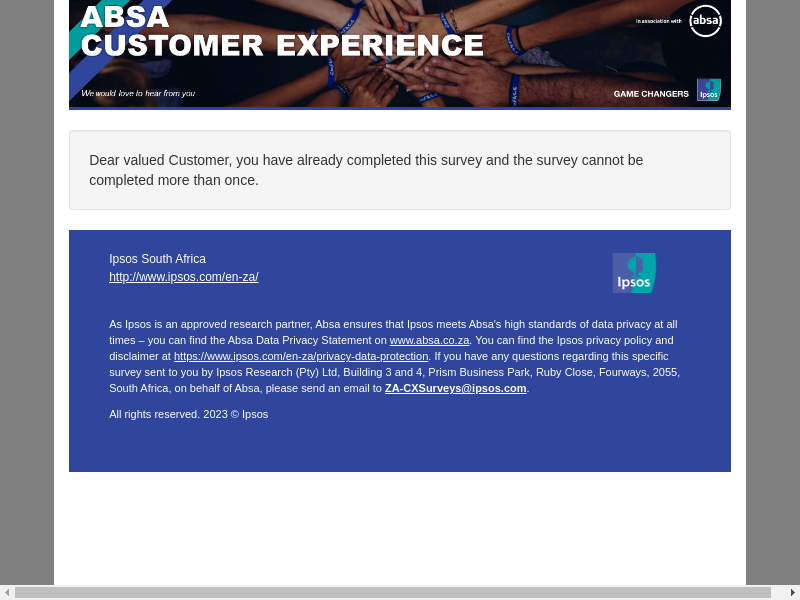 ABSA
CUSTOMER EXPERIENCE
In association with
absa
We would love to hear from you
GAME CHANGERS
Ipsos
Dear valued Customer, you have already completed this survey and the survey cannot be
completed more than once.
Ipsos South Africa
http://www.ipsos.com/en-za/
Ipsos
As Ipsos is an approved research partner, Absa ensures that Ipsos meets Absa's high standards of data privacy at all
times – you can find the Absa Data Privacy Statement on www.absa.co.za. You can find the Ipsos privacy policy and
disclaimer at https://www.ipsos.com/en-za/privacy-data-protection. If you have any questions regarding this specific
survey sent to you by Ipsos Research (Pty) Ltd, Building 3 and 4, Prism Business Park, Ruby Close, Fourways, 2055,
South Africa, on behalf of Absa, please send an email to ZA-CXSurveys@ipsos.com.
All rights reserved. 2023 © Ipsos